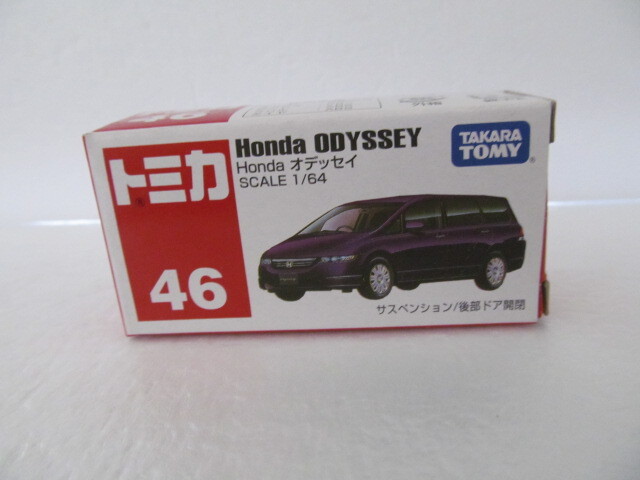 46
トミカ
46
Honda ODYSSEY
Honda オデッセイ
SCALE 1/64
TAKARA
TOMY
サスペンション/後部ドア開閉